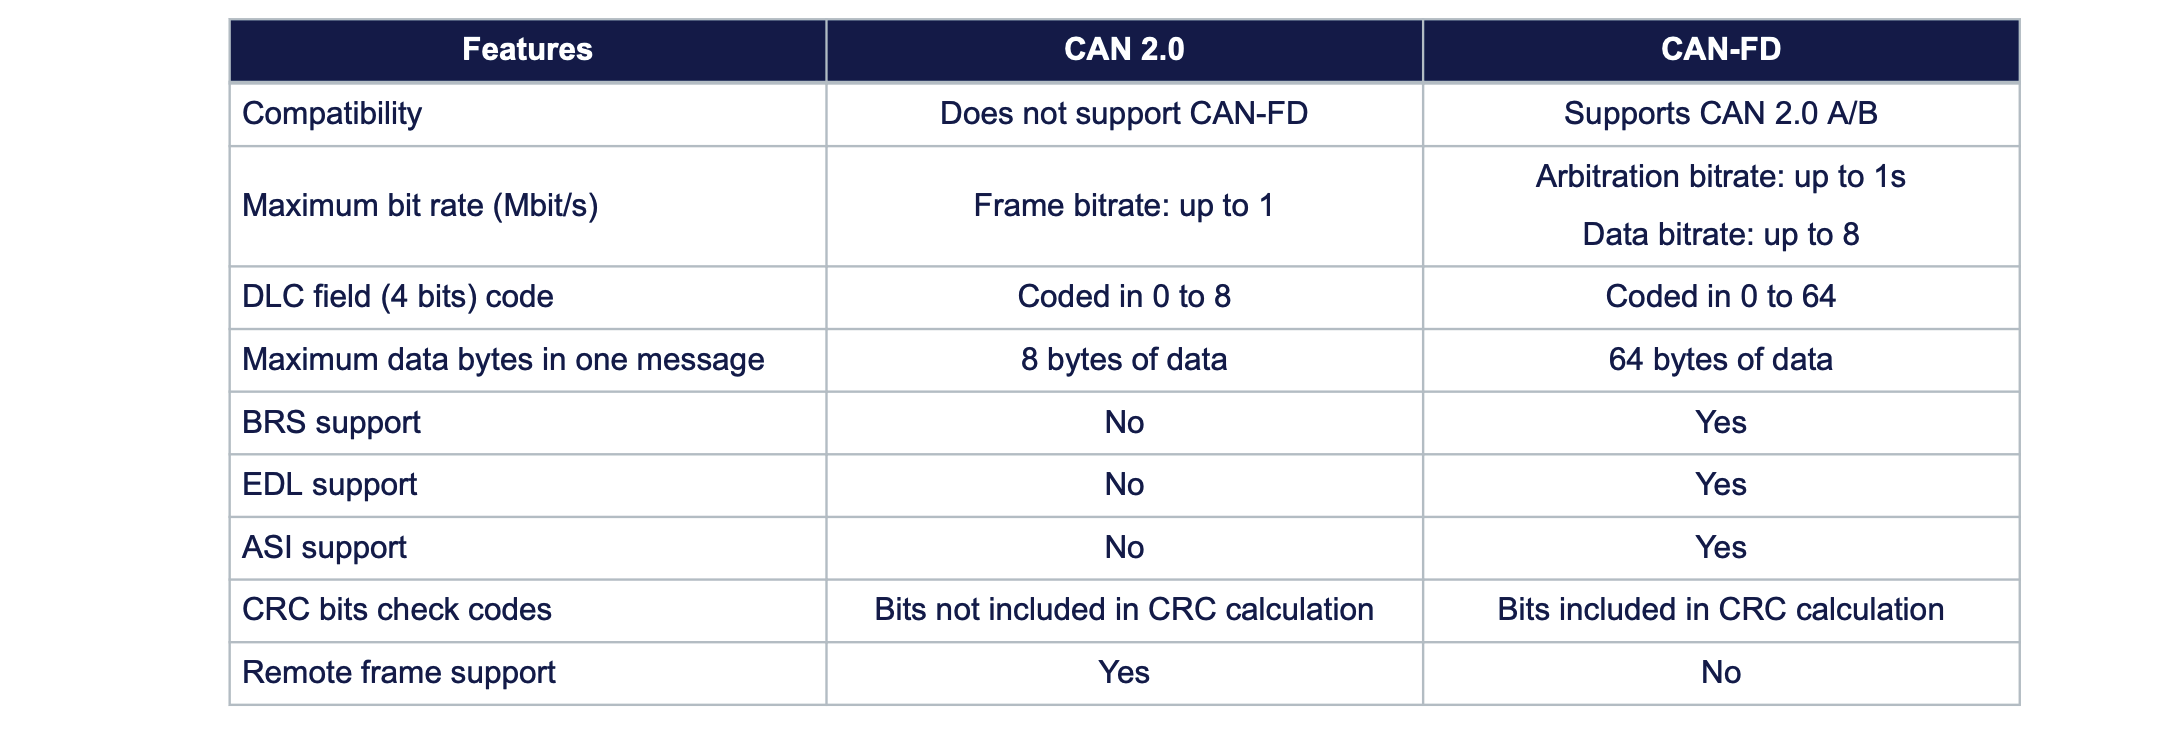 Features CAN 2.0 CAN-FD
Compatibility Does not support CAN-FD Supports CAN 2.0 A/B
Maximum bit rate (Mbit/s) Frame bitrate: up to 1 Arbitration bitrate: up to 1s
Data bitrate: up to 8
DLC field (4 bits) code Coded in 0 to 8 Coded in 0 to 64
Maximum data bytes in one message 8 bytes of data 64 bytes of data
BRS support No Yes
EDL support No Yes
ASI support No Yes
CRC bits check codes Bits not included in CRC calculation Bits included in CRC calculation
Remote frame support Yes No